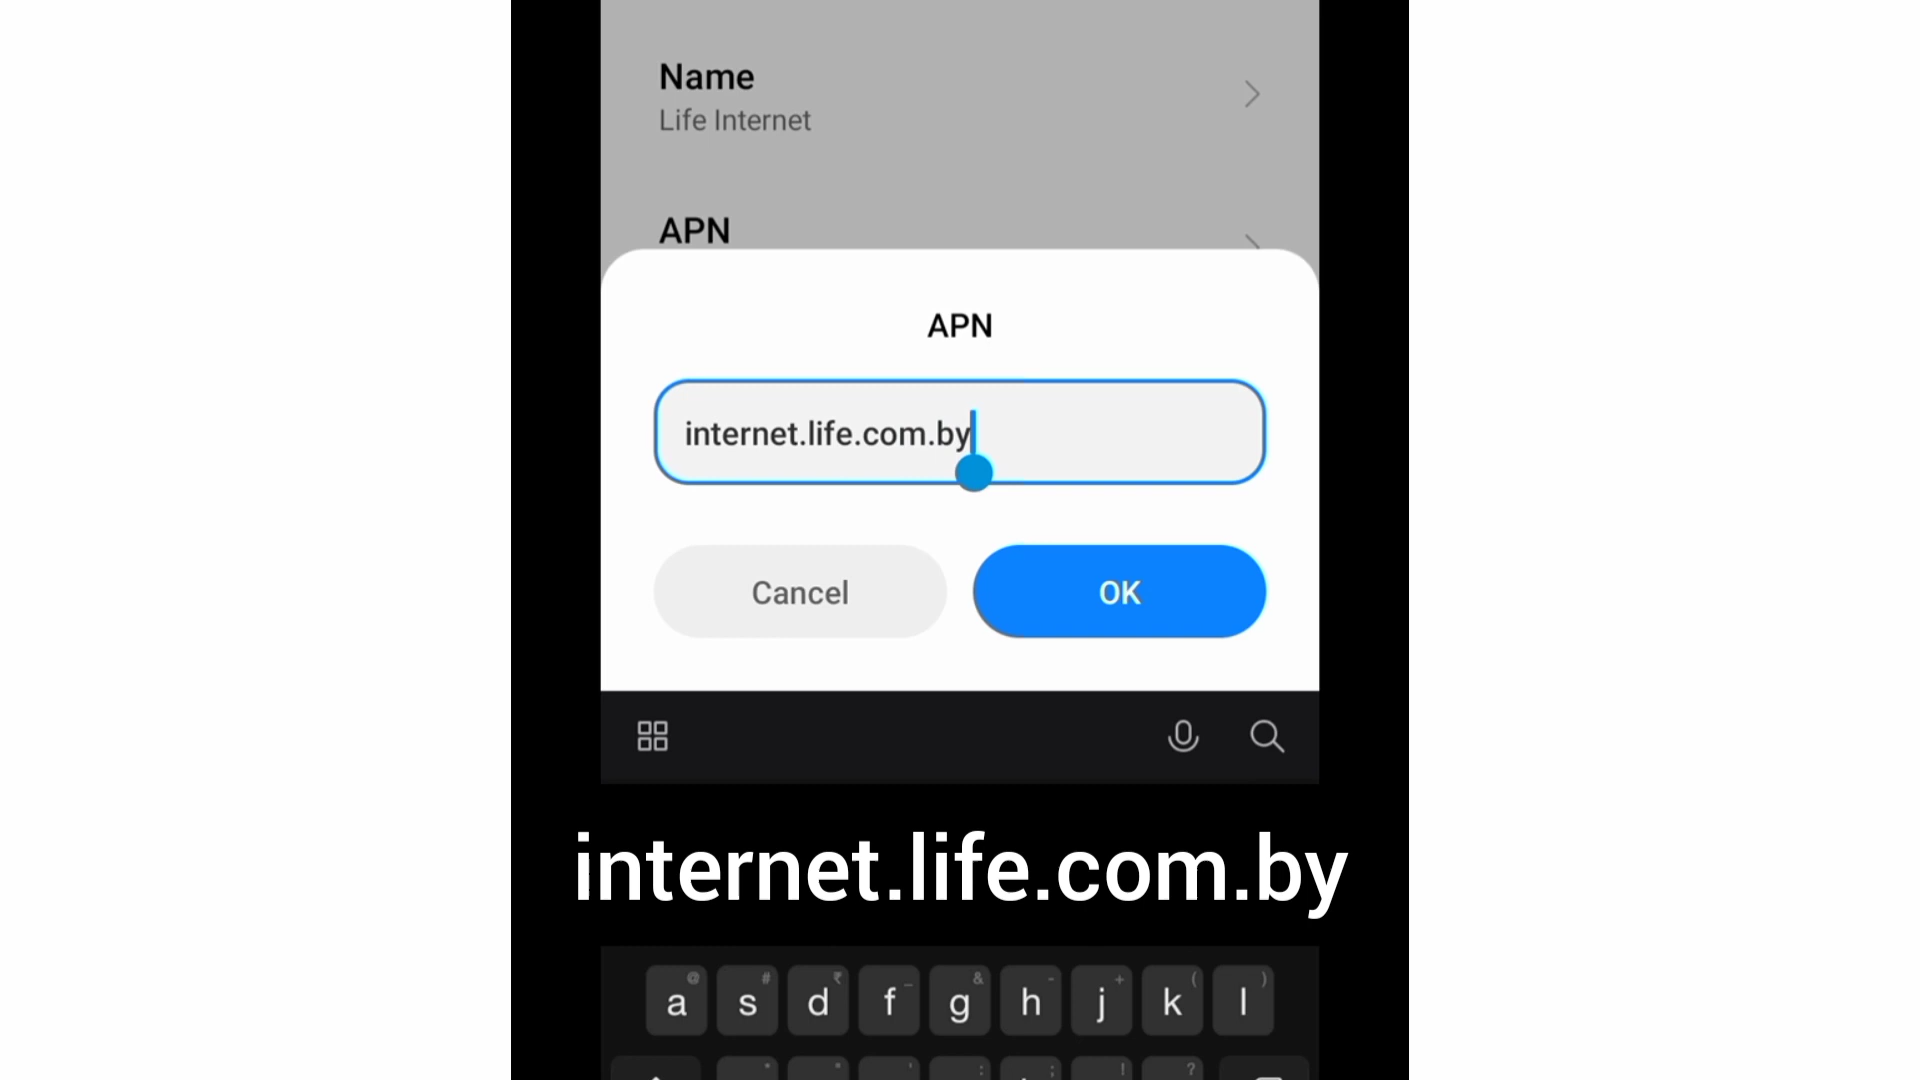 Name
Life Internet
APN
APN
internet.life.com.by
Cancel
OK
internet.life.com.by
@ # ₹ _ & - + ( )
a s d f g h j k l
* " ' : ; ! ?